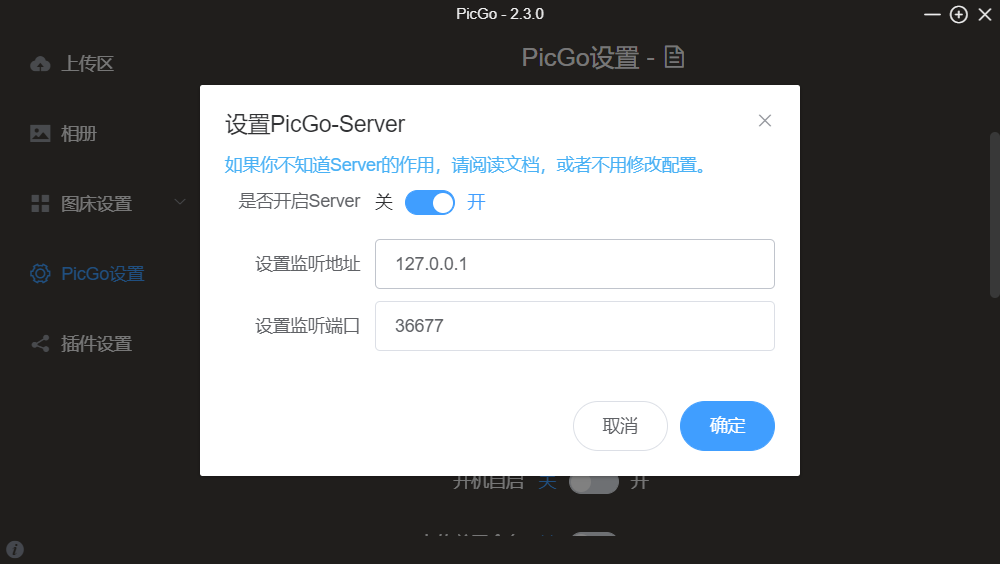 PicGo - 2.3.0
上传区
相册
图床设置
PicGo设置
插件设置
PicGo设置 -
设置PicGo-Server
如果你不知道Server的作用，请阅读文档，或者不用修改配置。
是否开启Server 关 开
设置监听地址 127.0.0.1
设置监听端口 36677
取消 确定
开机自启 关 开